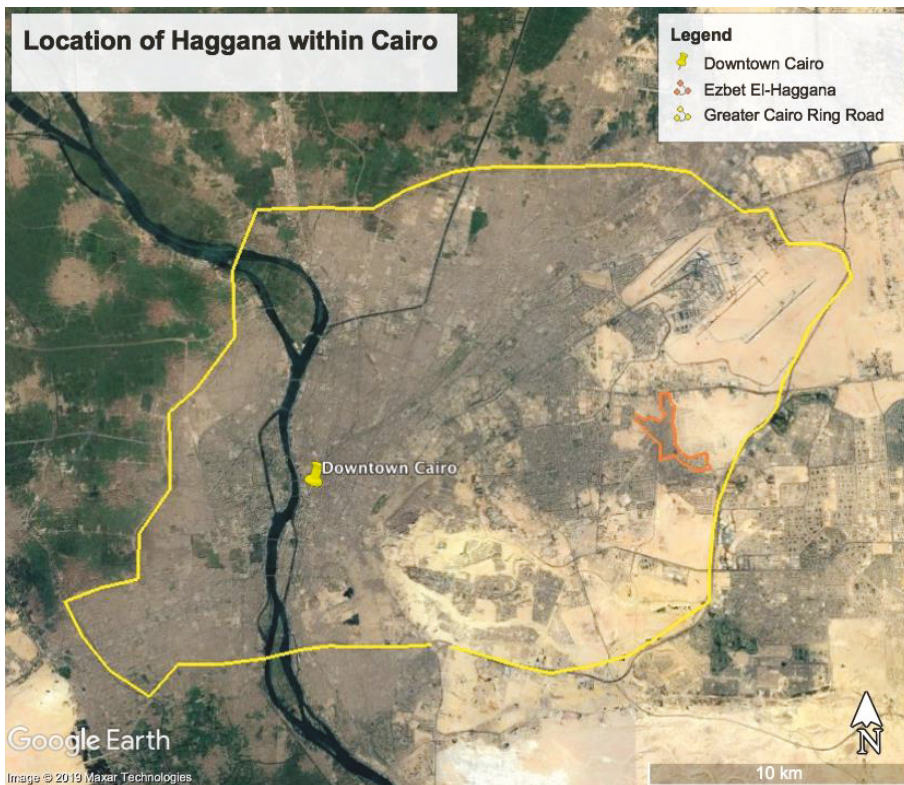 Location of Haggana within Cairo
Legend
Downtown Cairo
Ezbet El-Haggana
Greater Cairo Ring Road
Downtown Cairo
N
Google Earth
Image © 2019 Maxar Technologies
10 km